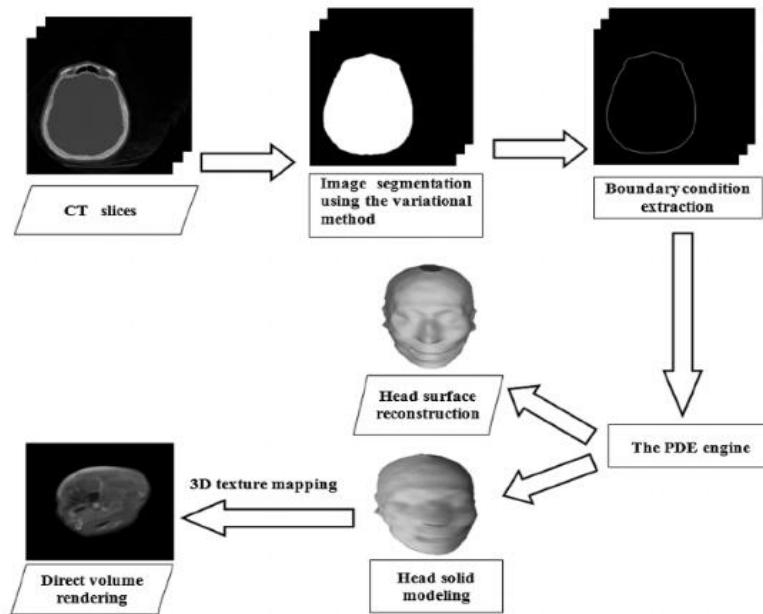 CT slices
Image segmentation
using the variational
method
Boundary condition
extraction
Head surface
reconstruction
The PDE engine
3D texture mapping
Direct volume
rendering
Head solid
modeling